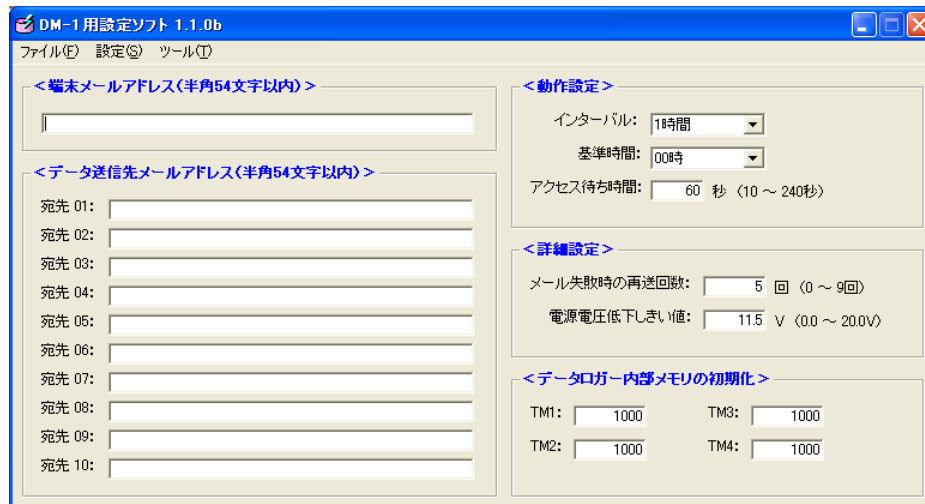 DM-1用設定ソフト 1.1.0b
ファイル(F) 設定(S) ツール(T)
＜端末メールアドレス(半角54文字以内)＞
＜データ送信先メールアドレス(半角54文字以内)＞
宛先 01:
宛先 02:
宛先 03:
宛先 04:
宛先 05:
宛先 06:
宛先 07:
宛先 08:
宛先 09:
宛先 10:
＜動作設定＞
インターバル: 1時間
基準時間: 00時
アクセス待ち時間: 60 秒 (10 ～ 240秒)
＜詳細設定＞
メール失敗時の再送回数: 5 回 (0 ～ 9回)
電源電圧低下しきい値: 11.5 V (0.0 ～ 20.0V)
＜データロガー内部メモリの初期化＞
TM1: 1000 TM3: 1000
TM2: 1000 TM4: 1000